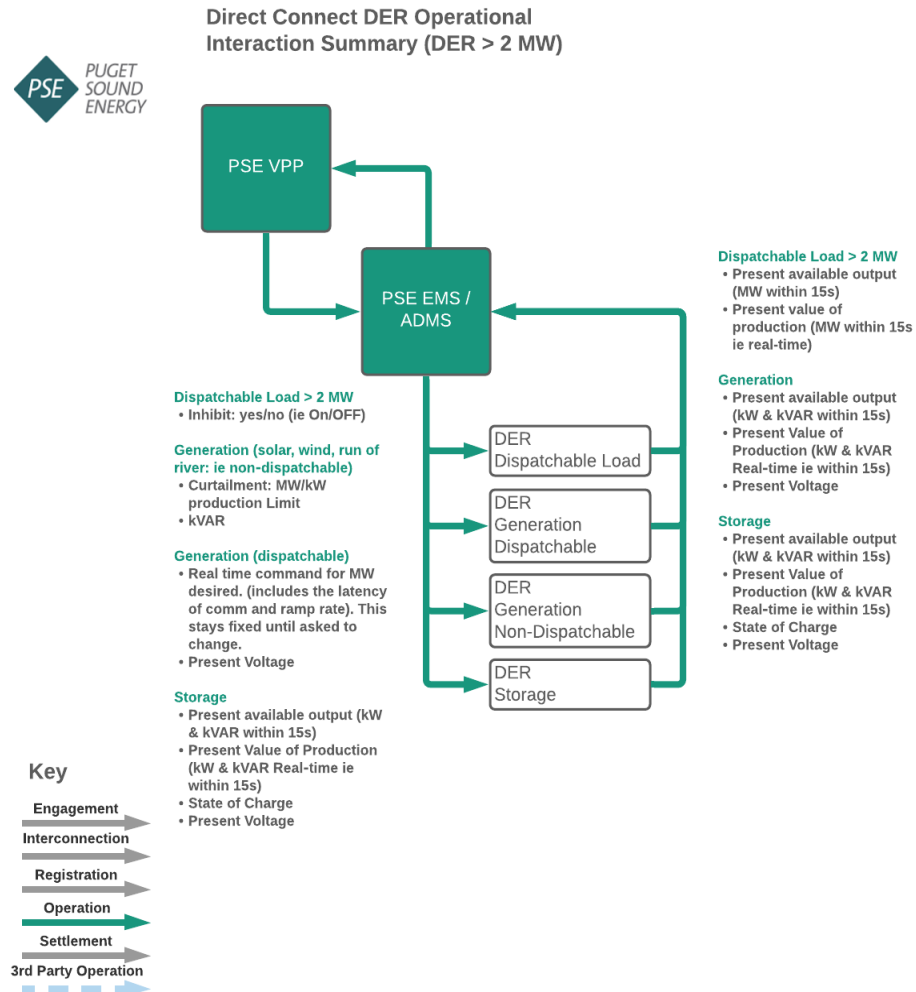 Direct Connect DER Operational
Interaction Summary (DER > 2 MW)
PSE
PUGET
SOUND
ENERGY
PSE VPP
PSE EMS /
ADMS
Dispatchable Load > 2 MW
• Inhibit: yes/no (ie On/OFF)
Generation (solar, wind, run of
river: ie non-dispatchable)
• Curtailment: MW/kW
production Limit
• kVAR
Generation (dispatchable)
• Real time command for MW
desired. (includes the latency
of comm and ramp rate). This
stays fixed until asked to
change.
• Present Voltage
Storage
• Present available output (kW
& kVAR within 15s)
• Present Value of Production
(kW & kVAR Real-time ie
within 15s)
• State of Charge
• Present Voltage
DER
Dispatchable Load
DER
Generation
Dispatchable
DER
Generation
Non-Dispatchable
DER
Storage
Dispatchable Load > 2 MW
• Present available output
(MW within 15s)
• Present value of
production (MW within 15s
ie real-time)
Generation
• Present available output
(kW & kVAR within 15s)
• Present Value of
Production (kW & kVAR
Real-time ie within 15s)
• Present Voltage
Storage
• Present available output
(kW & kVAR within 15s)
• Present Value of
Production (kW & kVAR
Real-time ie within 15s)
• State of Charge
• Present Voltage
Key
Engagement
Interconnection
Registration
Operation
Settlement
3rd Party Operation